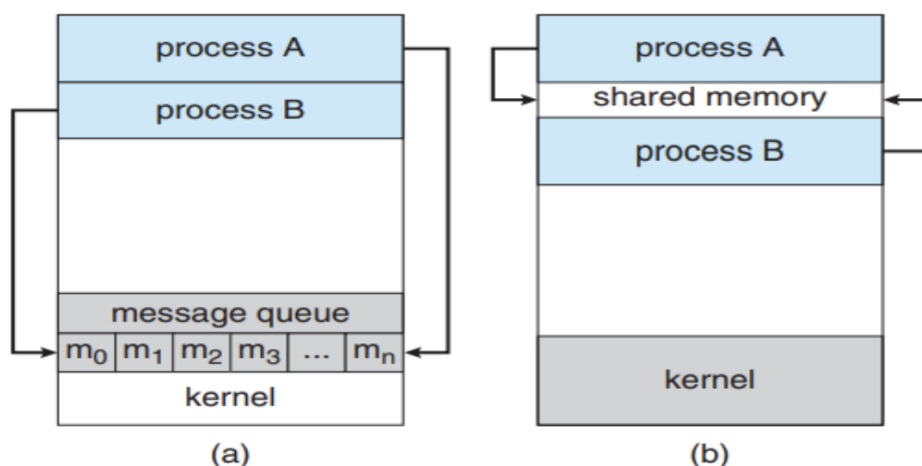 process A
process B
message queue
m0 m1 m2 m3 ... mn
kernel
(a)
process A
shared memory
process B
kernel
(b)